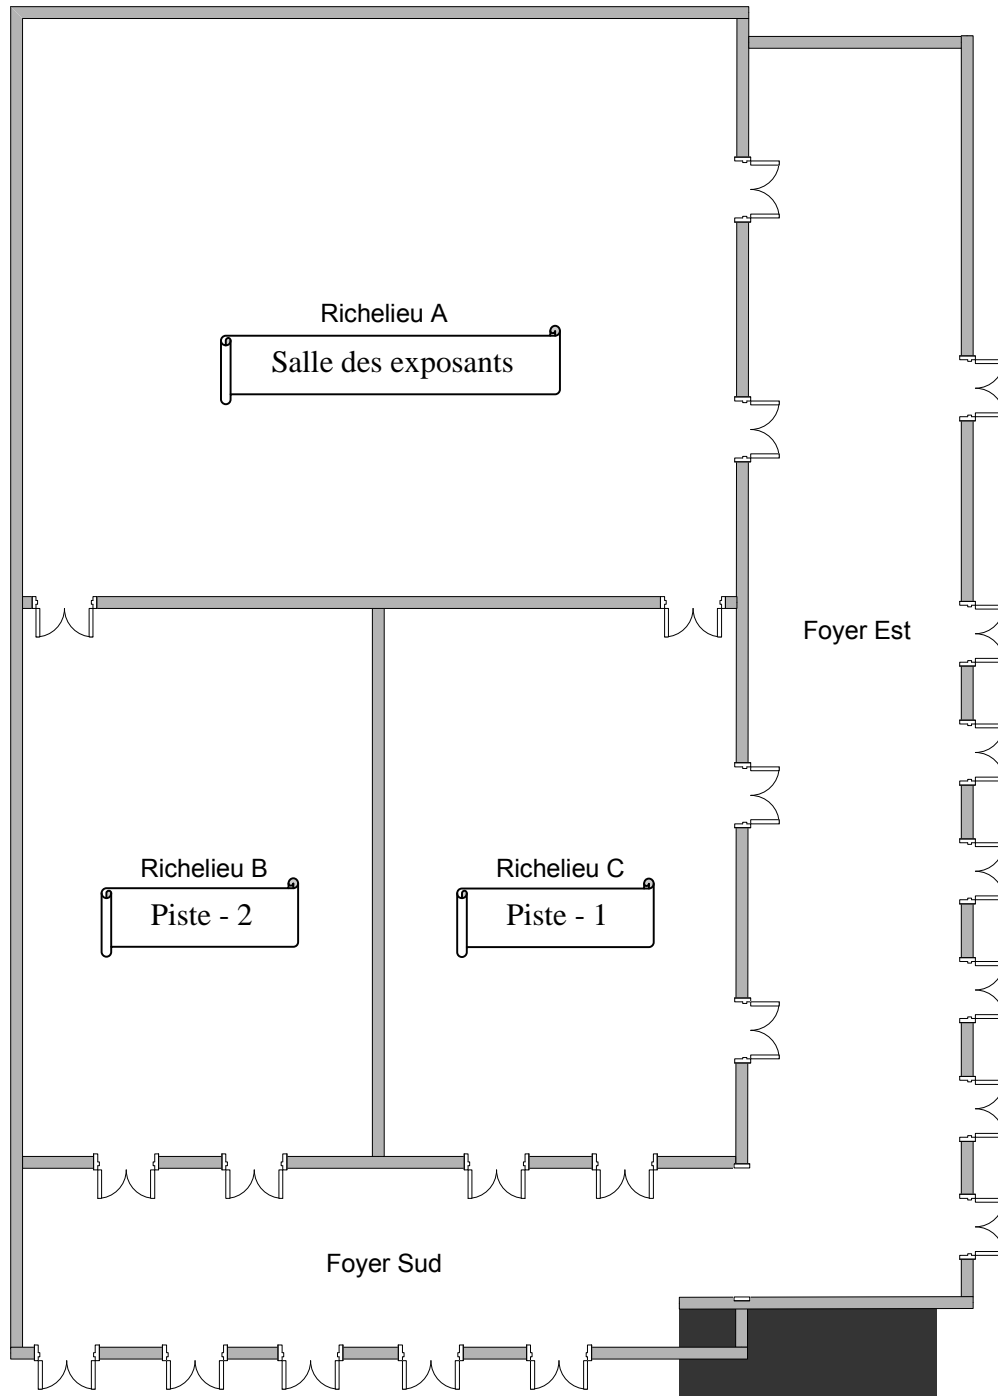 Richelieu A
Salle des exposants
Foyer Est
Richelieu B
Piste - 2
Richelieu C
Piste - 1
Foyer Sud